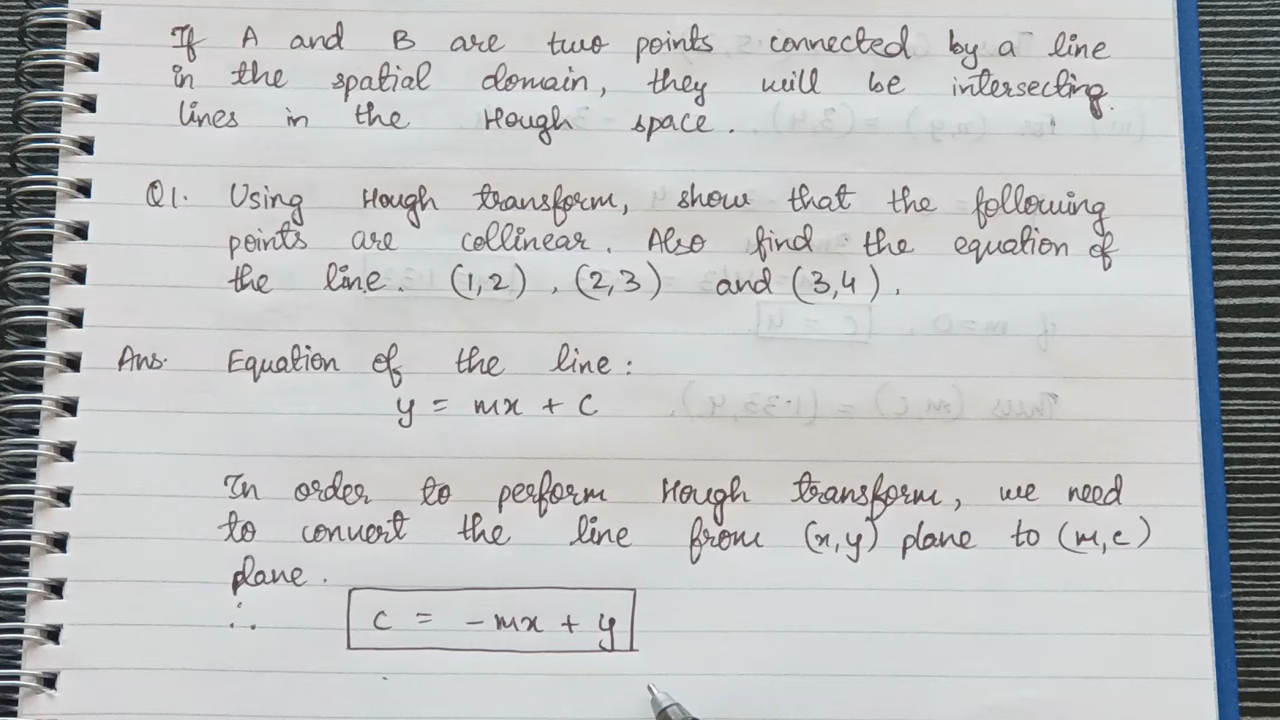 If A and B are two points connected by a line
in the spatial domain, they will be intersecting
lines in the Hough space.
Q1. Using Hough transform, show that the following
points are collinear. Also find the equation of
the line. (1,2), (2,3) and (3,4).
Ans. Equation of the line:
y = mx + c
In order to perform Hough transform, we need
to convert the line from (x,y) plane to (m,c)
plane.
∴ c = -mx + y